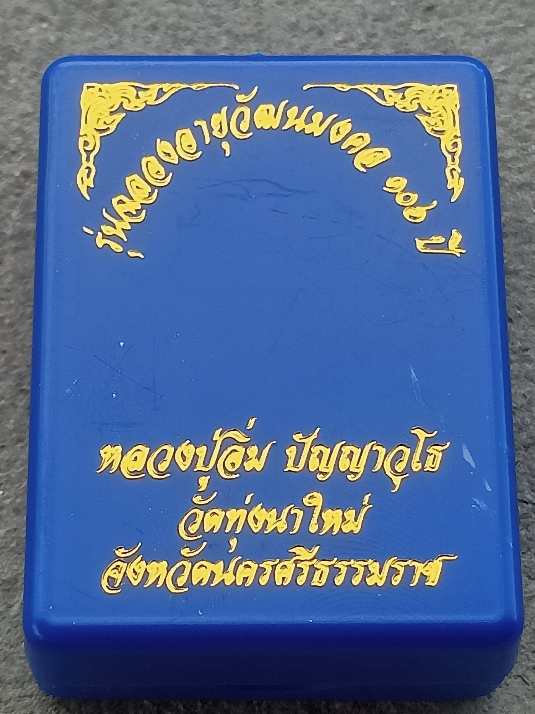 รุ่นฉลองอายุวัฒนมงคล ๑๐๖ ปี
หลวงปู่อิ่ม ปัญญาวุโธ
วัดทุ่งนาใหม่
จังหวัดนครศรีธรรมราช